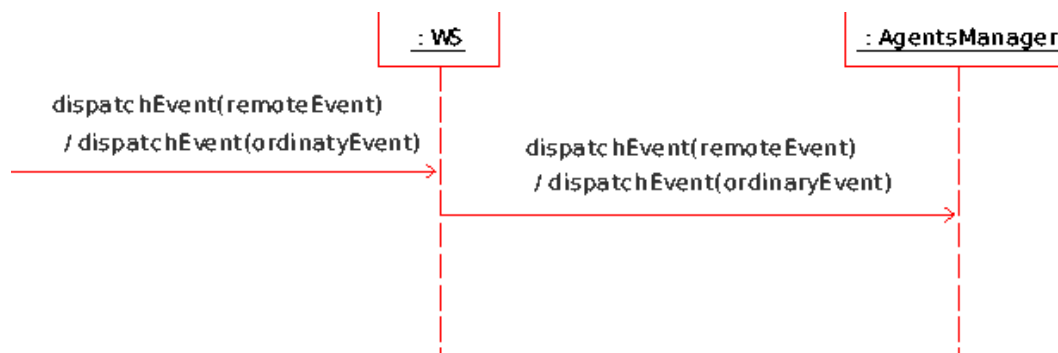 : WS
: AgentsManager
dispatchEvent(remoteEvent)
/ dispatchEvent(ordinatyEvent)
dispatchEvent(remoteEvent)
/ dispatchEvent(ordinaryEvent)